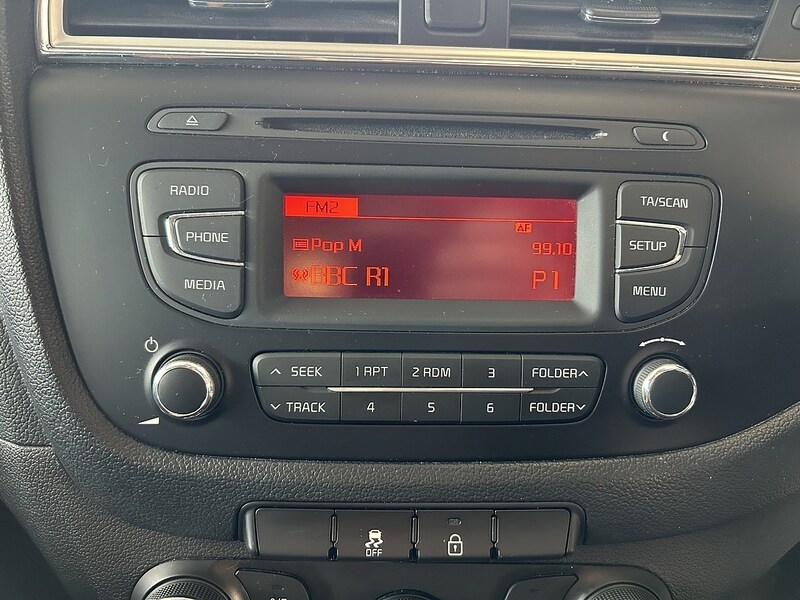 RADIO
PHONE
MEDIA
FM2
AF
Pop M 99.10
BBC R1 P1
TA/SCAN
SETUP
MENU
SEEK 1 RPT 2 RDM 3 FOLDER
TRACK 4 5 6 FOLDER
OFF